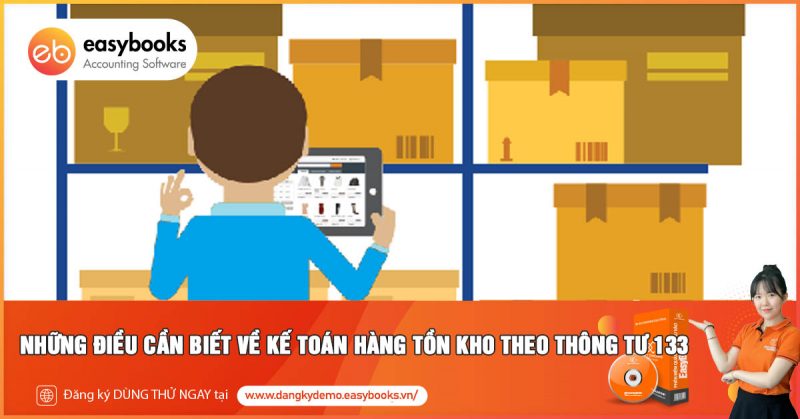 easybooks
Accounting Software
NHỮNG ĐIỀU CẦN BIẾT VỀ KẾ TOÁN HÀNG TỒN KHO THEO THÔNG TƯ 133
Đăng ký DÙNG THỬ NGAY tại
www.dangkydemo.easybooks.vn/